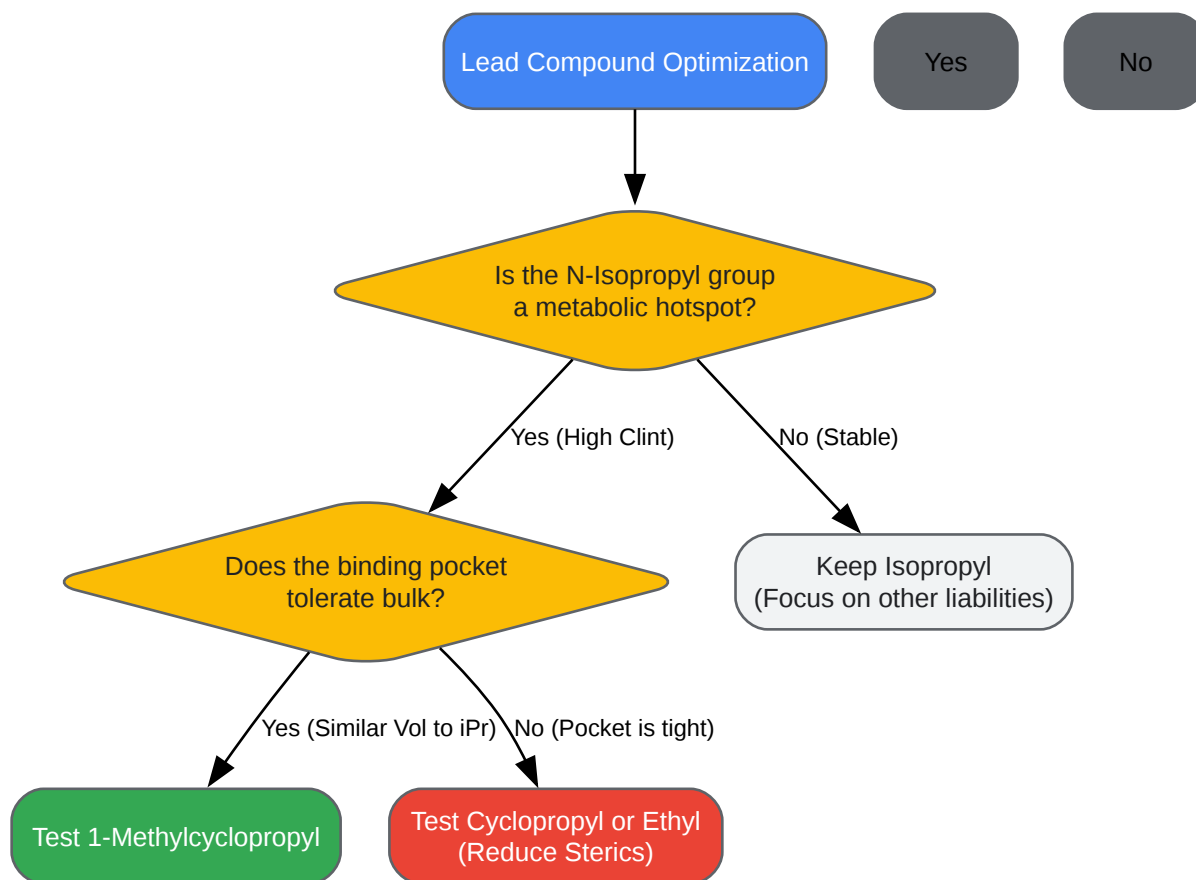 Lead Compound Optimization
Yes
No
Is the N-Isopropyl group
a metabolic hotspot?
Yes (High Clint)
No (Stable)
Does the binding pocket
tolerate bulk?
Keep Isopropyl
(Focus on other liabilities)
Yes (Similar Vol to iPr)
No (Pocket is tight)
Test 1-Methylcyclopropyl
Test Cyclopropyl or Ethyl
(Reduce Sterics)